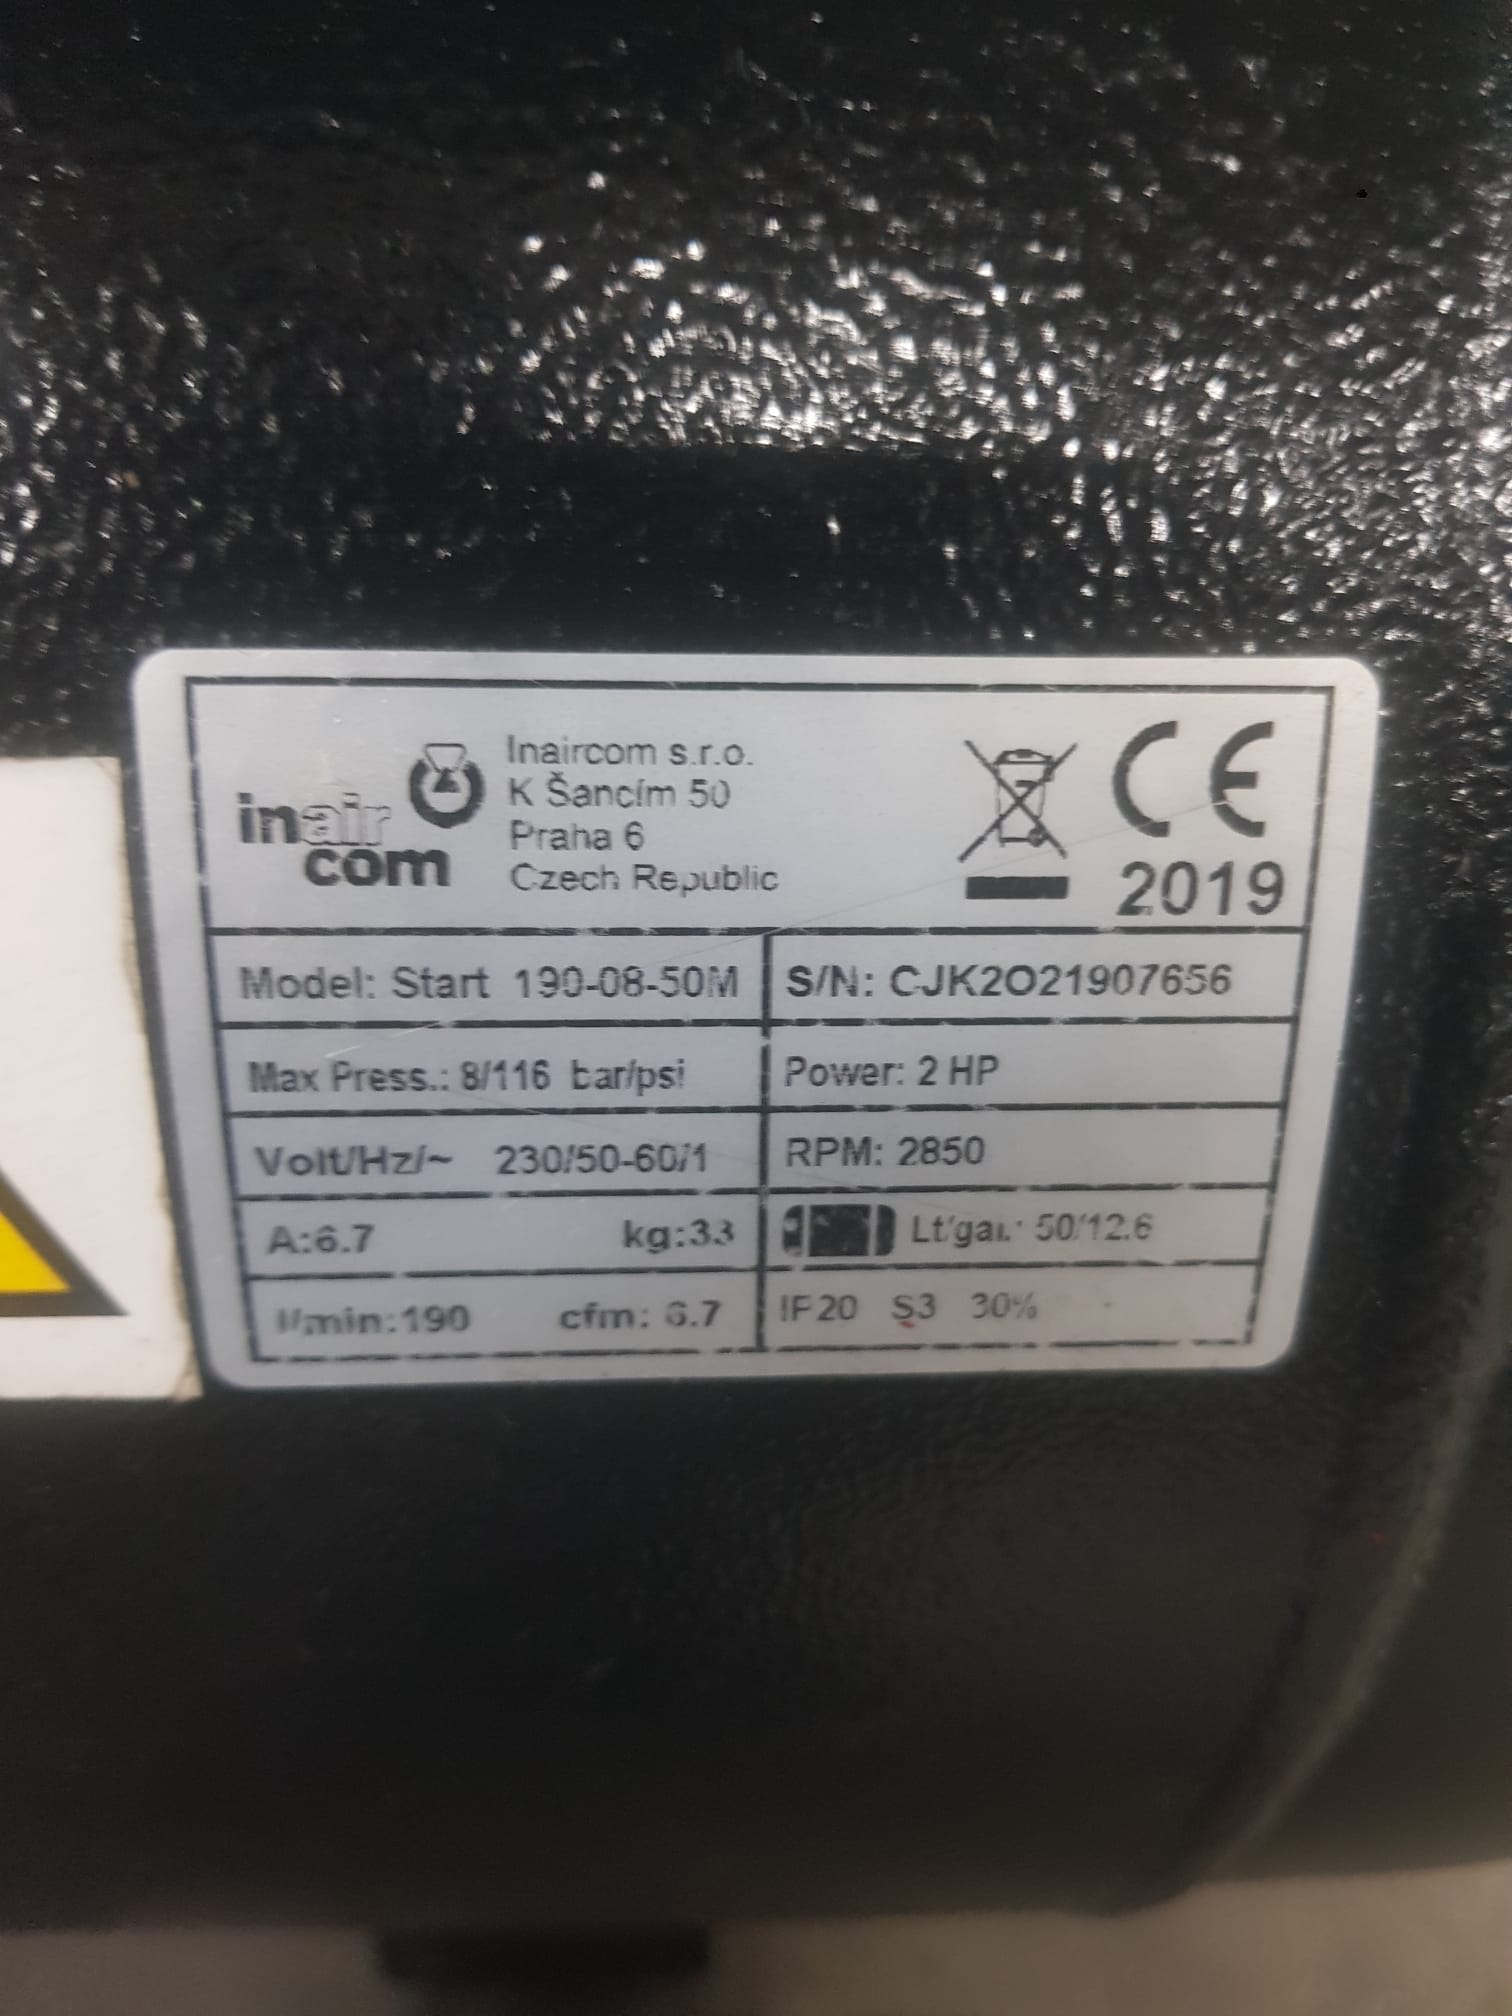 inair
com
Inaircom s.r.o.
K Šancím 50
Praha 6
Czech Republic
CE
2019
Model: Start 190-08-50M
S/N: CJK2O21907656
Max Press.: 8/116 bar/psi
Power: 2 HP
Volt/Hz/~ 230/50-60/1
RPM: 2850
A:6.7 kg:33
Lt/gal: 50/12.6
l/min:190 cfm: 6.7
IF20 S3 30%